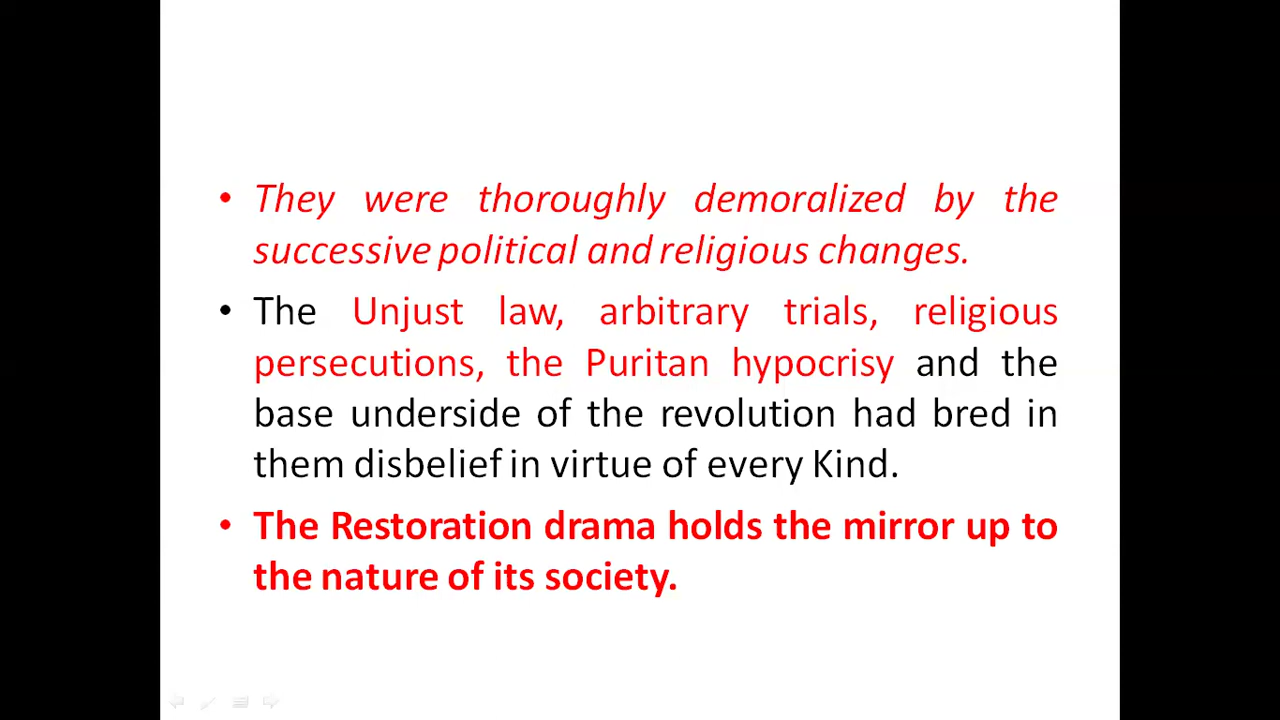 • They were thoroughly demoralized by the
successive political and religious changes.
• The Unjust law, arbitrary trials, religious
persecutions, the Puritan hypocrisy and the
base underside of the revolution had bred in
them disbelief in virtue of every Kind.
• The Restoration drama holds the mirror up to
the nature of its society.